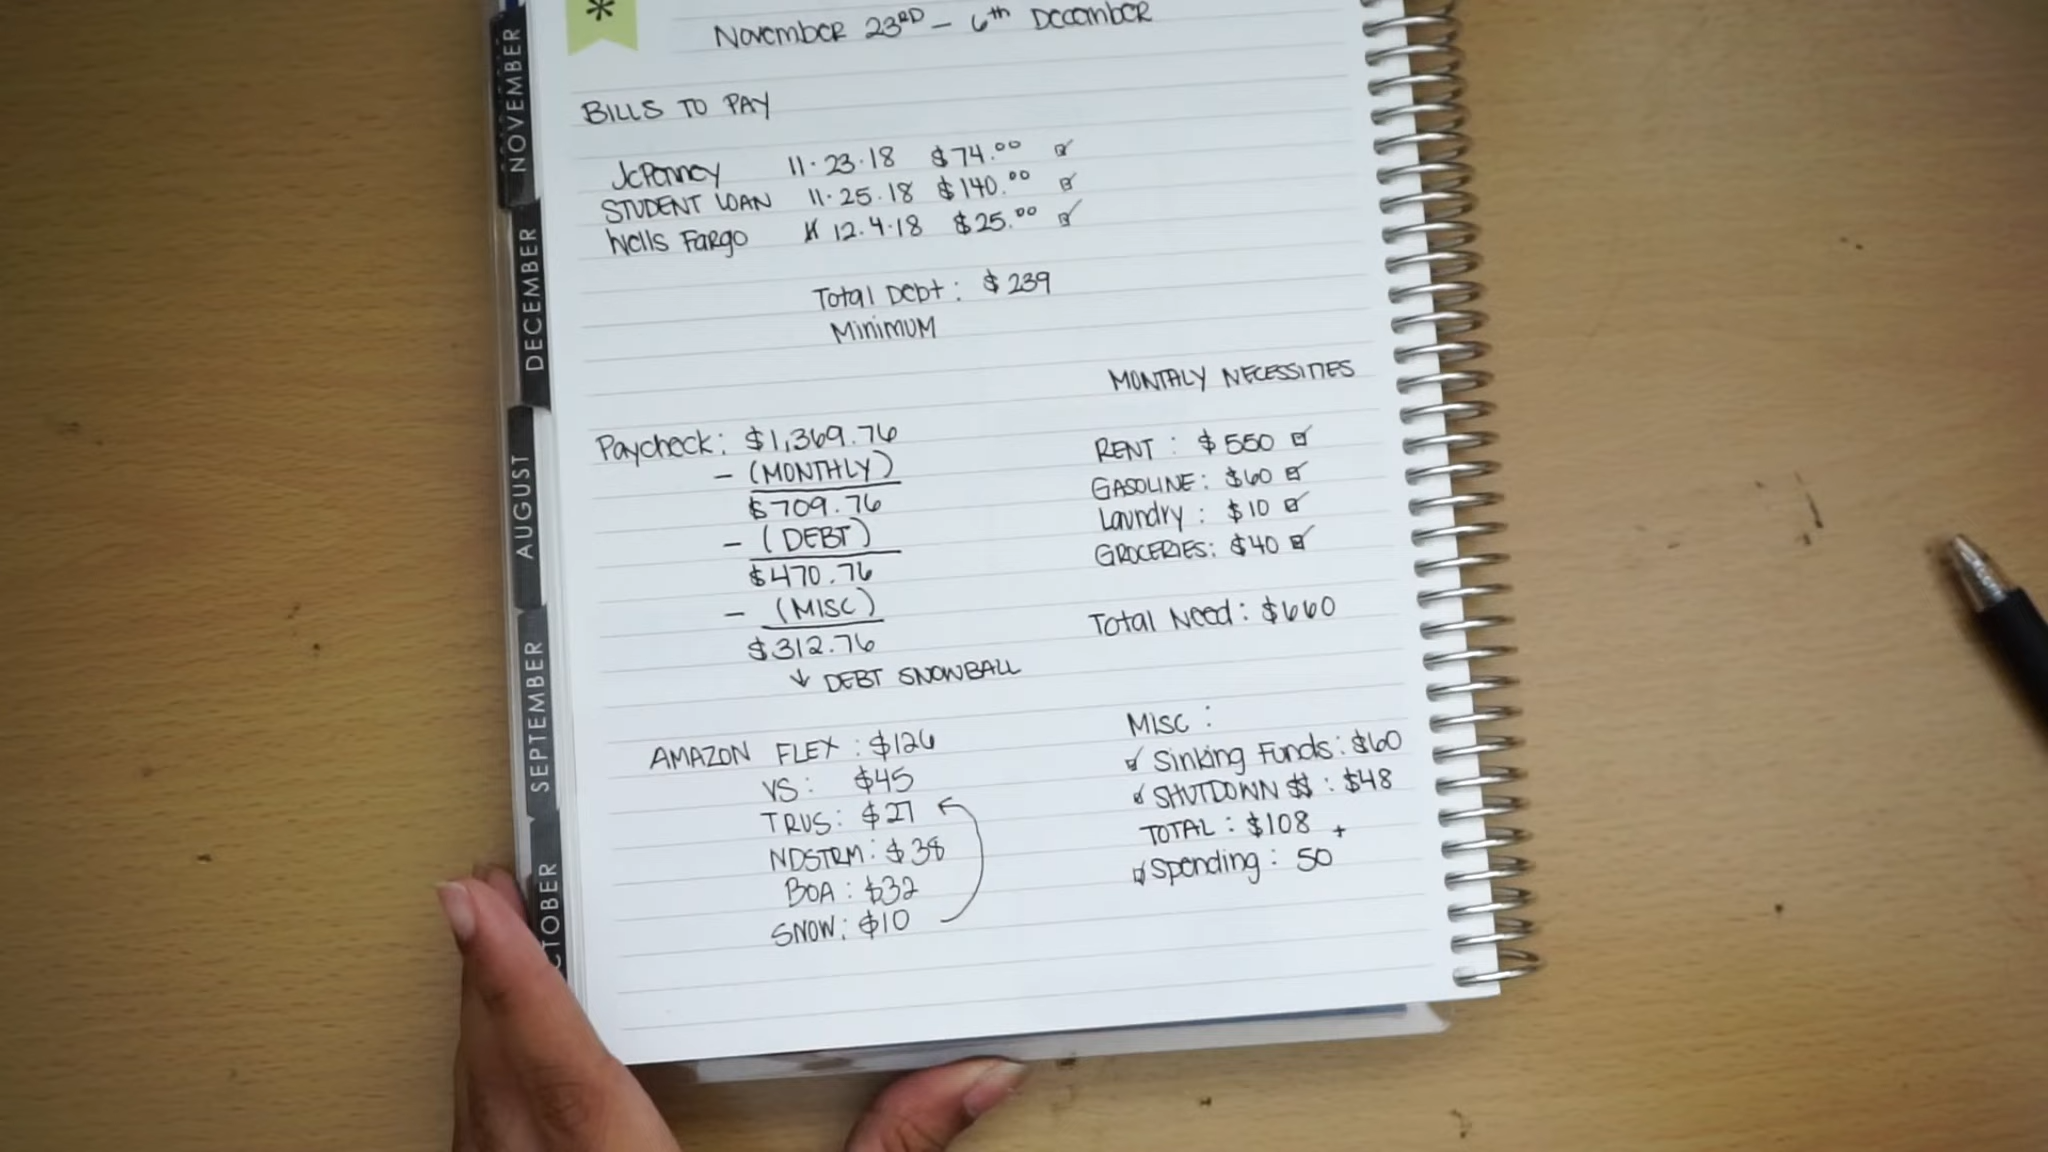 *
November 23RD – 6th December
BILLS TO PAY
JCPenney 11.23.18 $74.00
STUDENT LOAN 11.25.18 $140.00
Wells Fargo 12.4.18 $25.00
Total Debt: $239
Minimum
MONTHLY NECESSITIES
Paycheck: $1,369.76
- (MONTHLY)
$709.76
- (DEBT)
$470.76
- (MISC)
$312.76
↓ DEBT SNOWBALL
RENT: $550
GASOLINE: $60
Laundry: $10
GROCERIES: $40
Total Need: $660
AMAZON FLEX: $126
VS: $45
TRUS: $27
NDSTRM: $38
BOA: $32
SNOW: $10
MISC:
Sinking Funds: $60
SHUTDOWN $$: $48
TOTAL: $108 +
Spending: 50
NOVEMBER
DECEMBER
AUGUST
SEPTEMBER
CTOBER